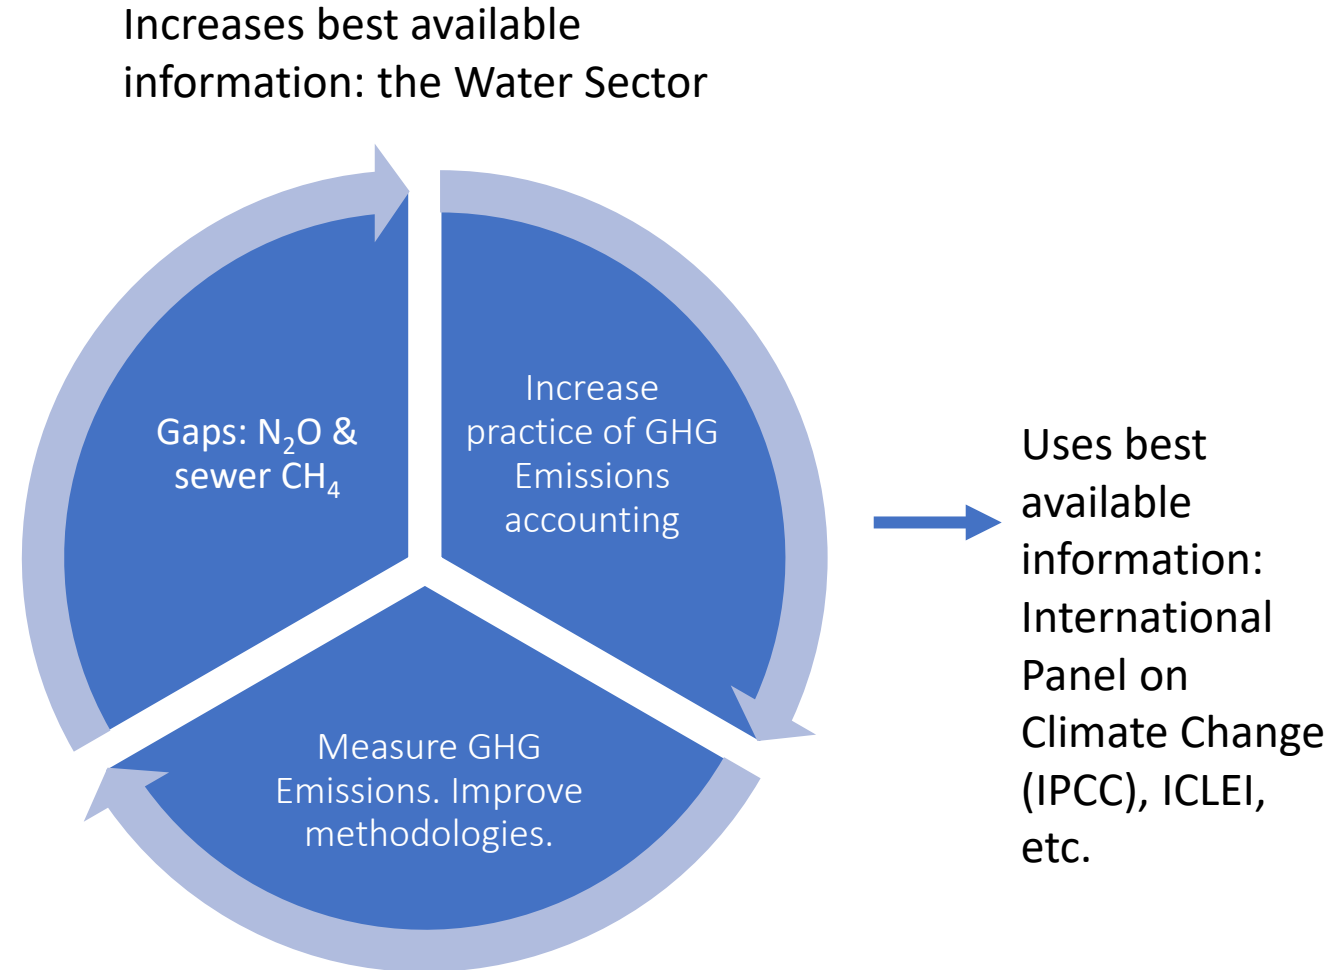 Increases best available
information: the Water Sector
Gaps: N₂O &
sewer CH₄
Increase
practice of GHG
Emissions
accounting
Measure GHG
Emissions. Improve
methodologies.
Uses best
available
information:
International
Panel on
Climate Change
(IPCC), ICLEI,
etc.